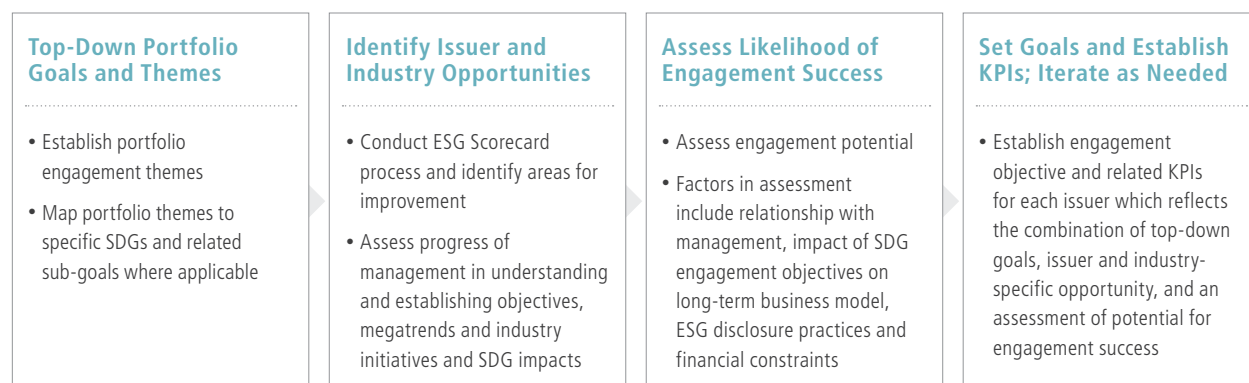 Top-Down Portfolio
Goals and Themes
• Establish portfolio
engagement themes
• Map portfolio themes to
specific SDGs and related
sub-goals where applicable
Identify Issuer and
Industry Opportunities
• Conduct ESG Scorecard
process and identify areas for
improvement
• Assess progress of
management in understanding
and establishing objectives,
megatrends and industry
initiatives and SDG impacts
Assess Likelihood of
Engagement Success
• Assess engagement potential
• Factors in assessment
include relationship with
management, impact of SDG
engagement objectives on
long-term business model,
ESG disclosure practices and
financial constraints
Set Goals and Establish
KPIs; Iterate as Needed
• Establish engagement
objective and related KPIs
for each issuer which reflects
the combination of top-down
goals, issuer and industry-
specific opportunity, and an
assessment of potential for
engagement success